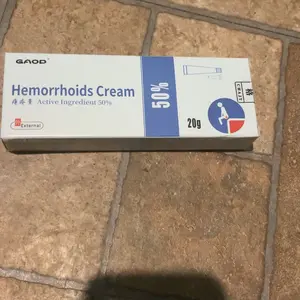 GAOD®
Hemorrhoids Cream
痔疮膏 Active Ingredient 50%
External
50%
20g